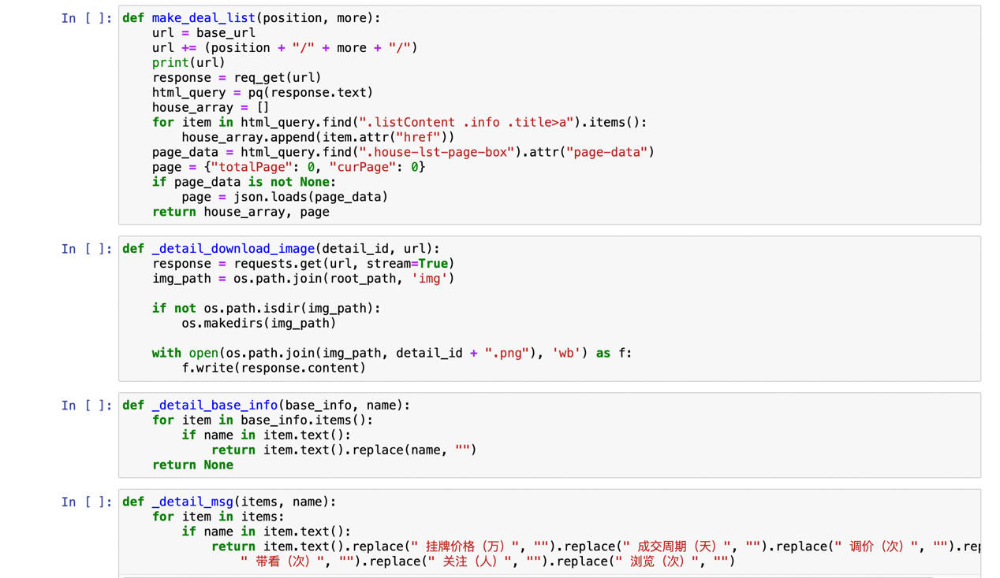 In [ ]: def make_deal_list(position, more):
    url = base_url
    url += (position + "/" + more + "/")
    print(url)
    response = req_get(url)
    html_query = pq(response.text)
    house_array = []
    for item in html_query.find(".listContent .info .title>a").items():
        house_array.append(item.attr("href"))
    page_data = html_query.find(".house-lst-page-box").attr("page-data")
    page = {"totalPage": 0, "curPage": 0}
    if page_data is not None:
        page = json.loads(page_data)
    return house_array, page
In [ ]: def _detail_download_image(detail_id, url):
    response = requests.get(url, stream=True)
    img_path = os.path.join(root_path, 'img')
    if not os.path.isdir(img_path):
        os.makedirs(img_path)
    with open(os.path.join(img_path, detail_id + ".png"), 'wb') as f:
        f.write(response.content)
In [ ]: def _detail_base_info(base_info, name):
    for item in base_info.items():
        if name in item.text():
            return item.text().replace(name, "")
    return None
In [ ]: def _detail_msg(items, name):
    for item in items:
        if name in item.text():
            return item.text().replace(" 挂牌价格（万）", "").replace(" 成交周期（天）", "").replace(" 调价（次）", "").rep
                " 带看（次）", "").replace(" 关注（人）", "").replace(" 浏览（次）", "")